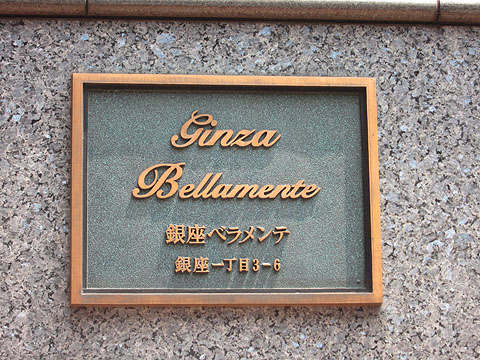 Ginza
Bellamente
銀座ベラメンテ
銀座一丁目3-6